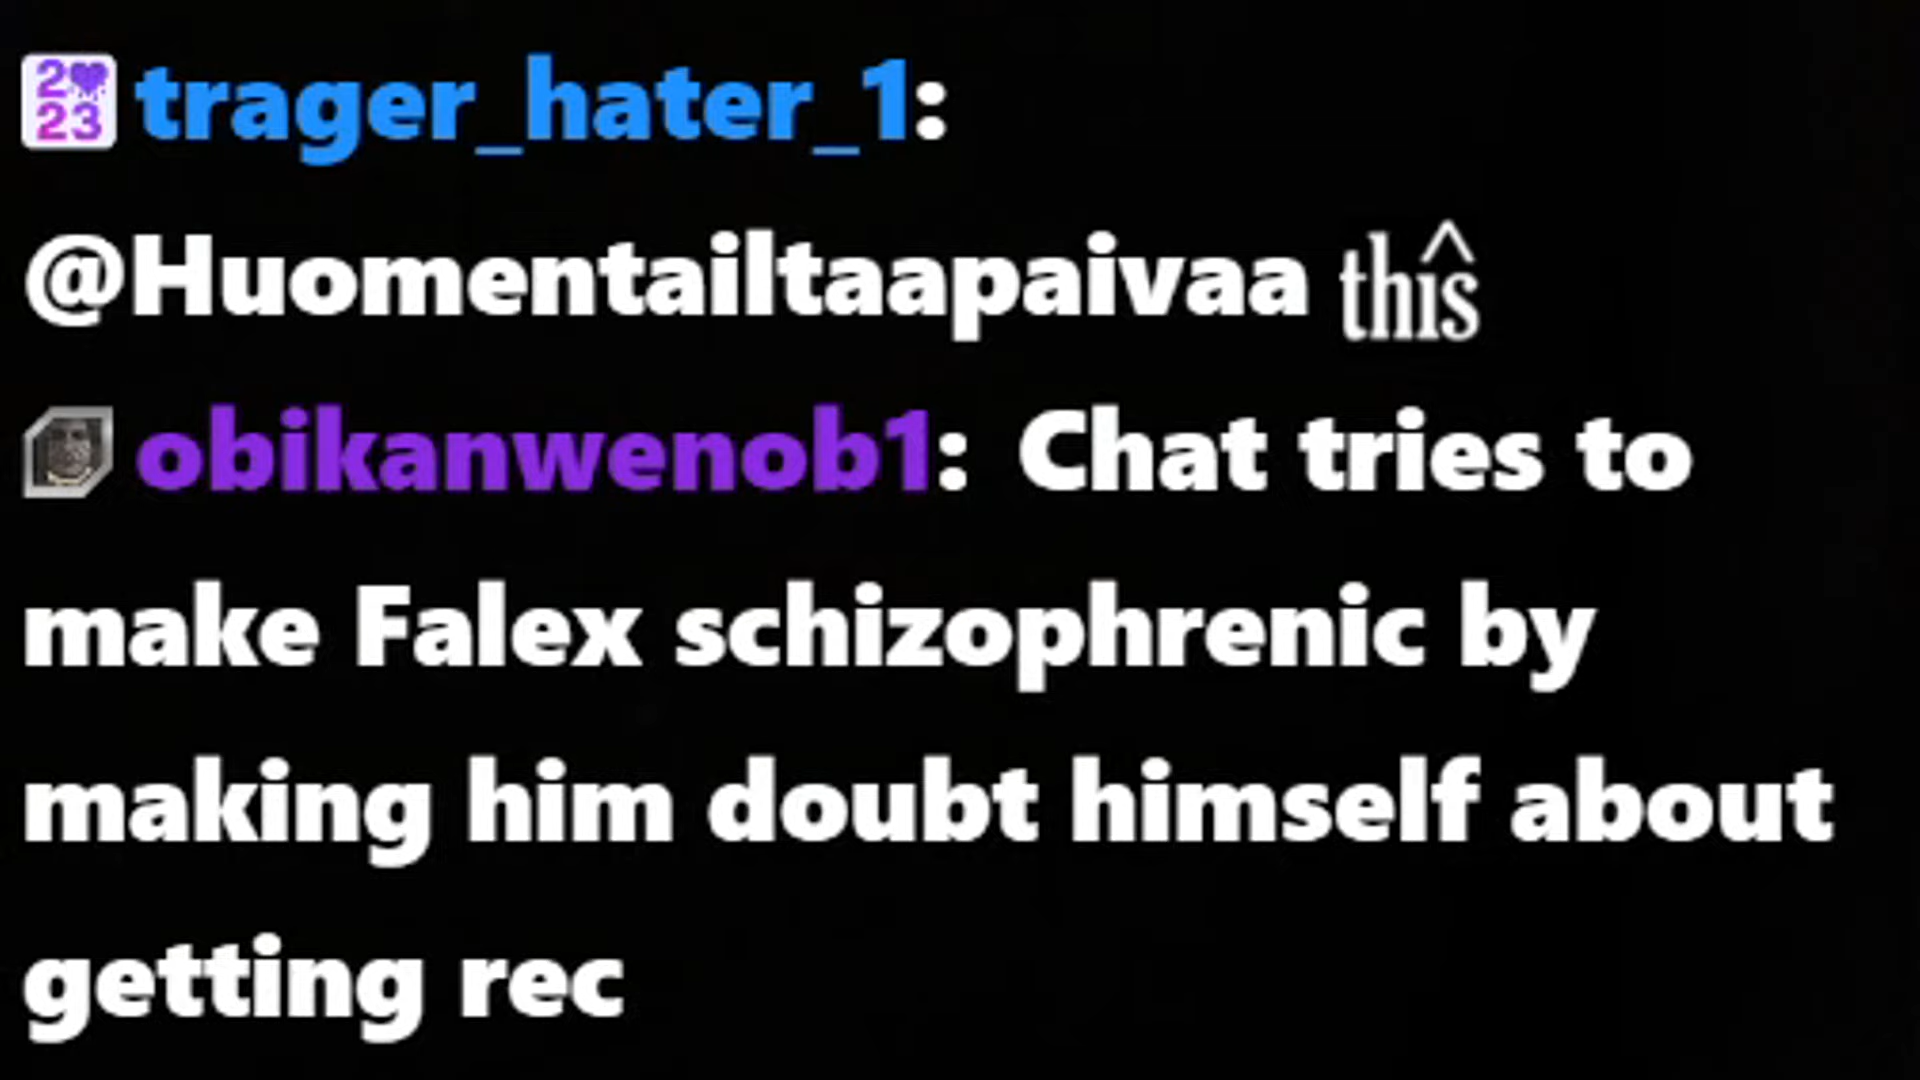 2023 trager_hater_1:
@Huomentailtaapaivaa this^
obikanwenob1: Chat tries to
make Falex schizophrenic by
making him doubt himself about
getting rec